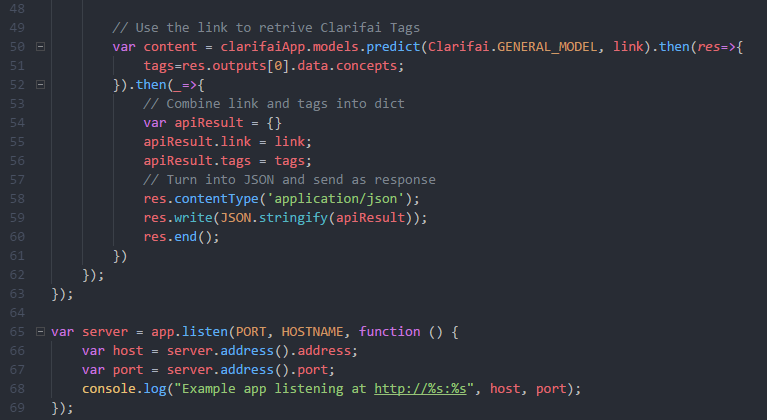 48
49 // Use the link to retrive Clarifai Tags
50 var content = clarifaiApp.models.predict(Clarifai.GENERAL_MODEL, link).then(res=>{
51 tags=res.outputs[0].data.concepts;
52 }).then(_=>{
53 // Combine link and tags into dict
54 var apiResult = {}
55 apiResult.link = link;
56 apiResult.tags = tags;
57 // Turn into JSON and send as response
58 res.contentType('application/json');
59 res.write(JSON.stringify(apiResult));
60 res.end();
61 })
62 });
63 });
64
65 var server = app.listen(PORT, HOSTNAME, function () {
66 var host = server.address().address;
67 var port = server.address().port;
68 console.log("Example app listening at http://%s:%s", host, port);
69 });